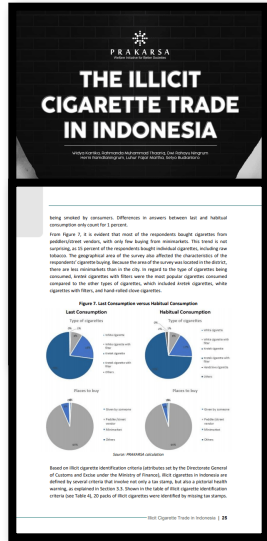 PRAKARSA
Welfare Initiative for Better Societies
THE ILLICIT
CIGARETTE TRADE
IN INDONESIA
being smoked by consumers. Differences in answers between last and habitual
consumption only count for 1 percent.
From Figure 7, it is evident that most of the respondents bought cigarettes from
peddlers/street vendors, with only few buying from minimarkets. This trend is not
surprising, as 15 percent of the respondents bought individual cigarettes, including raw
tobacco. The geographical area of the survey also affected the characteristics of the
respondents' cigarette buying. Because the area of the survey was located in the district,
there are less minimarkets than in the city. In regard to the type of cigarettes being
consumed, kretek cigarettes with filters were the most popular cigarettes consumed
compared to the other types of cigarettes, which included kretek cigarettes, white
cigarettes with filters, and hand-rolled clove cigarettes.
Figure 7. Last Consumption versus Habitual Consumption
Last Consumption
Habitual Consumption
Type of cigarettes
Type of cigarettes
Places to buy
Places to buy
Source: PRAKARSA calculation
Based on illicit cigarette identification criteria (attributes set by the Directorate General
of Customs and Excise under the Ministry of Finance), illicit cigarettes in Indonesia are
defined by several criteria that involve not only a tax stamp, but also a pictorial health
warning, as explained in Section 3.3. Shown in the table of illicit cigarette identification
criteria (see Table 4), 20 packs of illicit cigarettes were identified by missing tax stamps.
Illicit Cigarette Trade in Indonesia | 25